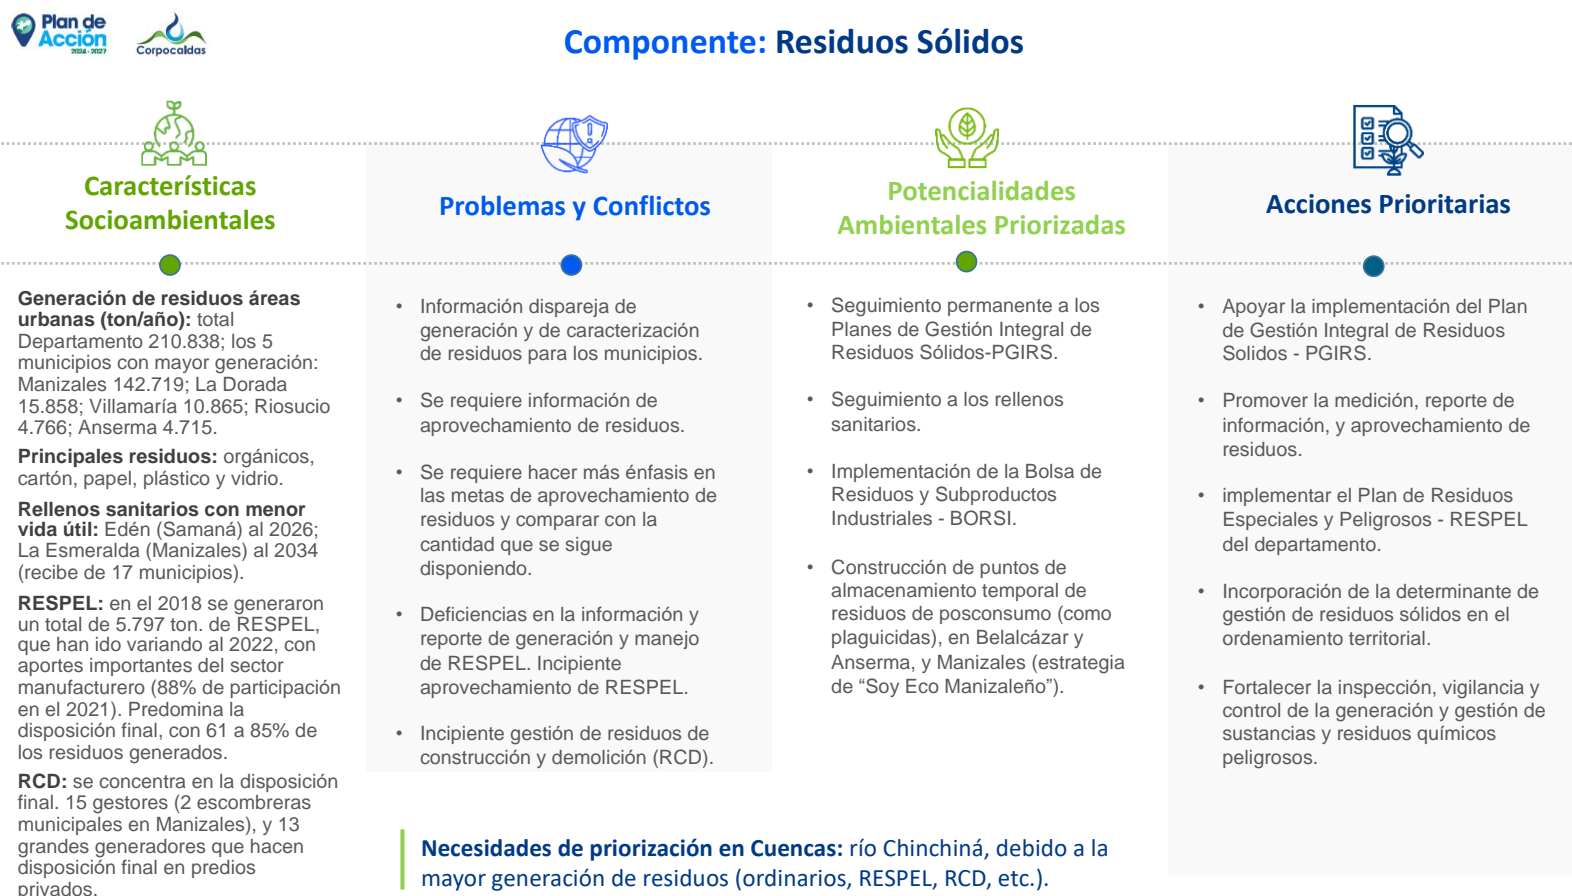 Plan de
Acción
2024 - 2027
Corpocaldas
Componente: Residuos Sólidos
Características
Socioambientales
Generación de residuos áreas
urbanas (ton/año): total
Departamento 210.838; los 5
municipios con mayor generación:
Manizales 142.719; La Dorada
15.858; Villamaría 10.865; Riosucio
4.766; Anserma 4.715.
Principales residuos: orgánicos,
cartón, papel, plástico y vidrio.
Rellenos sanitarios con menor
vida útil: Edén (Samaná) al 2026;
La Esmeralda (Manizales) al 2034
(recibe de 17 municipios).
RESPEL: en el 2018 se generaron
un total de 5.797 ton. de RESPEL,
que han ido variando al 2022, con
aportes importantes del sector
manufacturero (88% de participación
en el 2021). Predomina la
disposición final, con 61 a 85% de
los residuos generados.
RCD: se concentra en la disposición
final. 15 gestores (2 escombreras
municipales en Manizales), y 13
grandes generadores que hacen
disposición final en predios
privados.
Problemas y Conflictos
• Información dispareja de
generación y de caracterización
de residuos para los municipios.
• Se requiere información de
aprovechamiento de residuos.
• Se requiere hacer más énfasis en
las metas de aprovechamiento de
residuos y comparar con la
cantidad que se sigue
disponiendo.
• Deficiencias en la información y
reporte de generación y manejo
de RESPEL. Incipiente
aprovechamiento de RESPEL.
• Incipiente gestión de residuos de
construcción y demolición (RCD).
Potencialidades
Ambientales Priorizadas
• Seguimiento permanente a los
Planes de Gestión Integral de
Residuos Sólidos-PGIRS.
• Seguimiento a los rellenos
sanitarios.
• Implementación de la Bolsa de
Residuos y Subproductos
Industriales - BORSI.
• Construcción de puntos de
almacenamiento temporal de
residuos de posconsumo (como
plaguicidas), en Belalcázar y
Anserma, y Manizales (estrategia
de “Soy Eco Manizaleño”).
Acciones Prioritarias
• Apoyar la implementación del Plan
de Gestión Integral de Residuos
Solidos - PGIRS.
• Promover la medición, reporte de
información, y aprovechamiento de
residuos.
• implementar el Plan de Residuos
Especiales y Peligrosos - RESPEL
del departamento.
• Incorporación de la determinante de
gestión de residuos sólidos en el
ordenamiento territorial.
• Fortalecer la inspección, vigilancia y
control de la generación y gestión de
sustancias y residuos químicos
peligrosos.
Necesidades de priorización en Cuencas: río Chinchiná, debido a la
mayor generación de residuos (ordinarios, RESPEL, RCD, etc.).